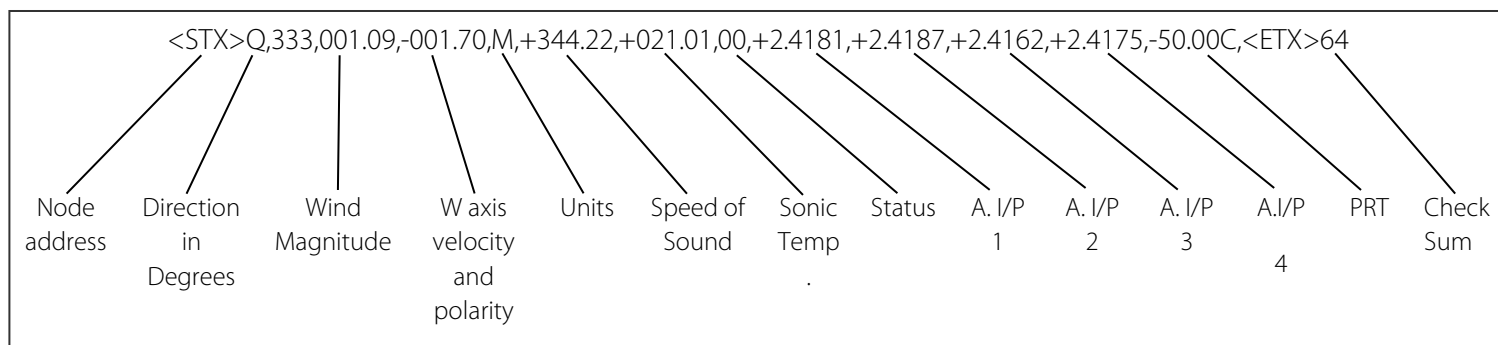 <STX>Q,333,001.09,-001.70,M,+344.22,+021.01,00,+2.4181,+2.4187,+2.4162,+2.4175,-50.00C,<ETX>64
Node
address
Direction
in
Degrees
Wind
Magnitude
W axis
velocity
and
polarity
Units
Speed of
Sound
Sonic
Temp
.
Status
A. I/P
1
A. I/P
2
A. I/P
3
A.I/P
4
PRT
Check
Sum